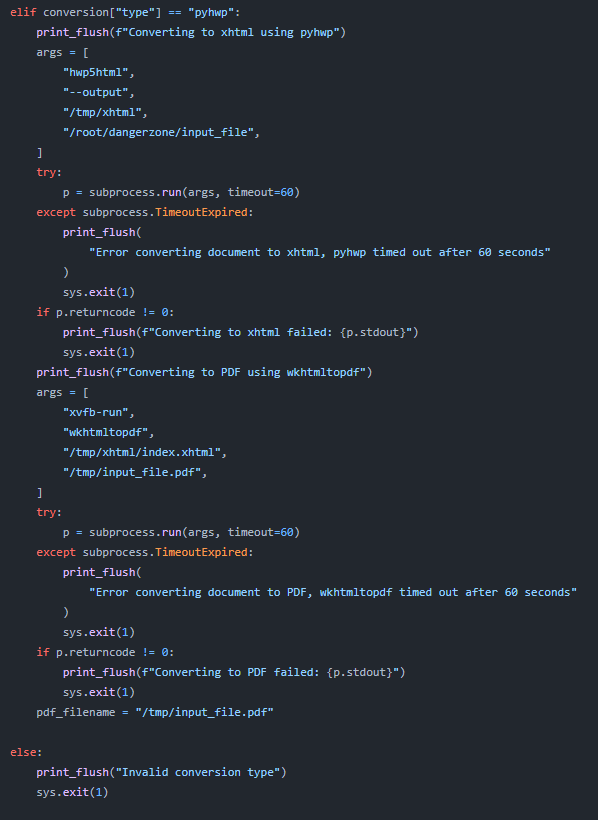 elif conversion["type"] == "pyhwp":
    print_flush(f"Converting to xhtml using pyhwp")
    args = [
        "hwp5html",
        "--output",
        "/tmp/xhtml",
        "/root/dangerzone/input_file",
    ]
    try:
        p = subprocess.run(args, timeout=60)
    except subprocess.TimeoutExpired:
        print_flush(
            "Error converting document to xhtml, pyhwp timed out after 60 seconds"
        )
        sys.exit(1)
    if p.returncode != 0:
        print_flush(f"Converting to xhtml failed: {p.stdout}")
        sys.exit(1)
    print_flush(f"Converting to PDF using wkhtmltopdf")
    args = [
        "xvfb-run",
        "wkhtmltopdf",
        "/tmp/xhtml/index.xhtml",
        "/tmp/input_file.pdf",
    ]
    try:
        p = subprocess.run(args, timeout=60)
    except subprocess.TimeoutExpired:
        print_flush(
            "Error converting document to PDF, wkhtmltopdf timed out after 60 seconds"
        )
        sys.exit(1)
    if p.returncode != 0:
        print_flush(f"Converting to PDF failed: {p.stdout}")
        sys.exit(1)
    pdf_filename = "/tmp/input_file.pdf"

else:
    print_flush("Invalid conversion type")
    sys.exit(1)